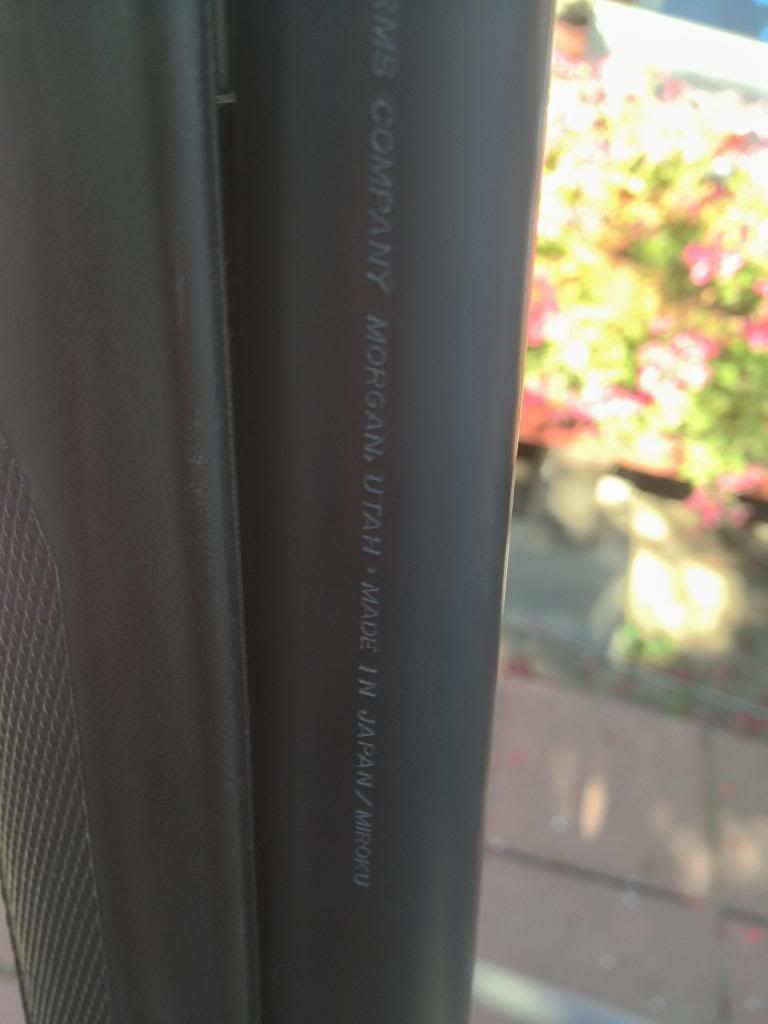 RMS COMPANY MORGAN, UTAH · MADE IN JAPAN / MIROKU